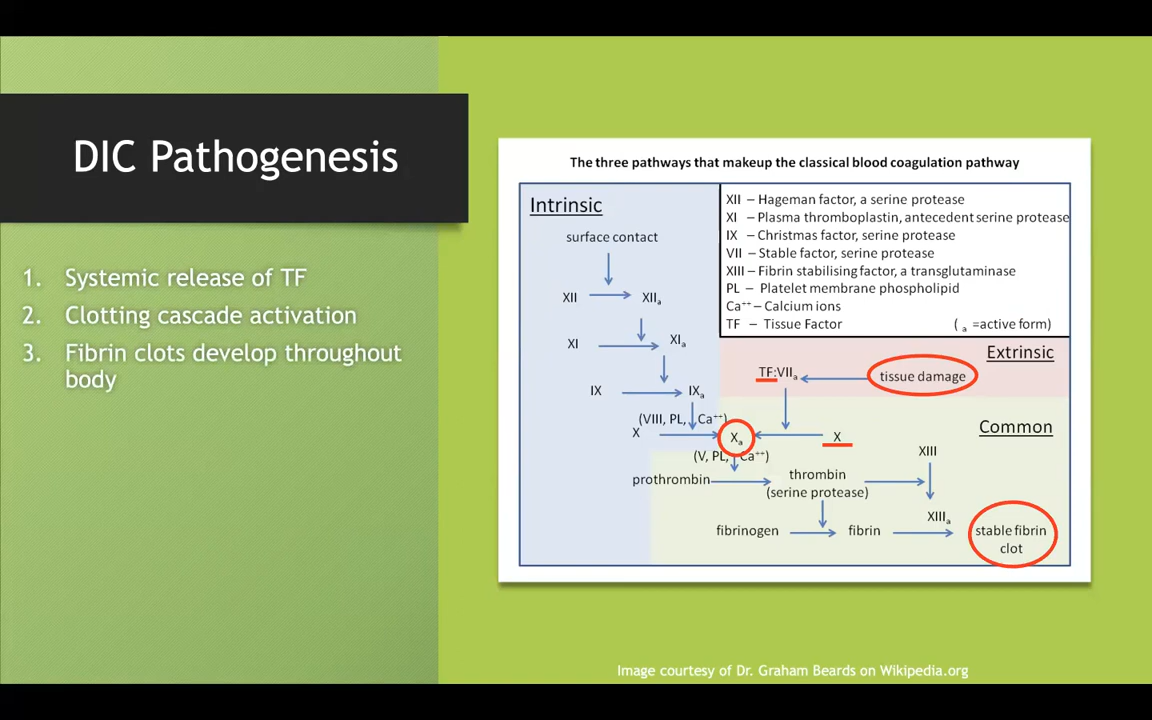 DIC Pathogenesis
1. Systemic release of TF
2. Clotting cascade activation
3. Fibrin clots develop throughout
body
The three pathways that makeup the classical blood coagulation pathway
Intrinsic
surface contact
XII
XIIa
XI
XIa
IX
IXa
(VIII, PL, Ca++)
X
Xa
(V, PL, Ca++)
XII – Hageman factor, a serine protease
XI – Plasma thromboplastin, antecedent serine protease
IX – Christmas factor, serine protease
VII – Stable factor, serine protease
XIII – Fibrin stabilising factor, a transglutaminase
PL – Platelet membrane phospholipid
Ca++ – Calcium ions
TF – Tissue Factor ( a =active form)
Extrinsic
TF:VIIa
tissue damage
X
Common
XIII
prothrombin
thrombin
(serine protease)
XIIIa
fibrinogen
fibrin
stable fibrin
clot
Image courtesy of Dr. Graham Beards on Wikipedia.org